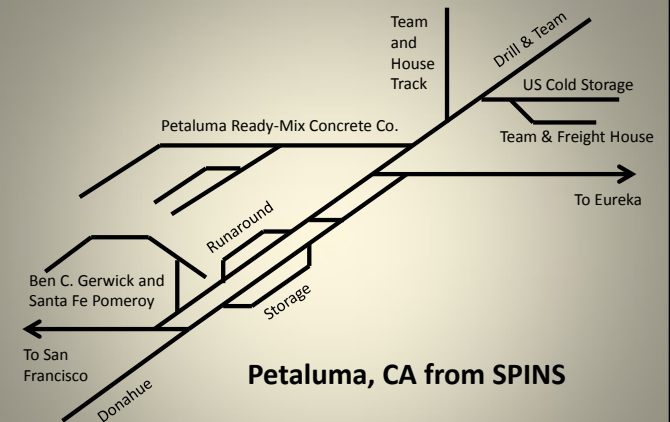 Team
and
House
Track
Drill & Team
US Cold Storage
Team & Freight House
Petaluma Ready-Mix Concrete Co.
To Eureka
Runaround
Storage
Ben C. Gerwick and
Santa Fe Pomeroy
To San
Francisco
Donahue
Petaluma, CA from SPINS